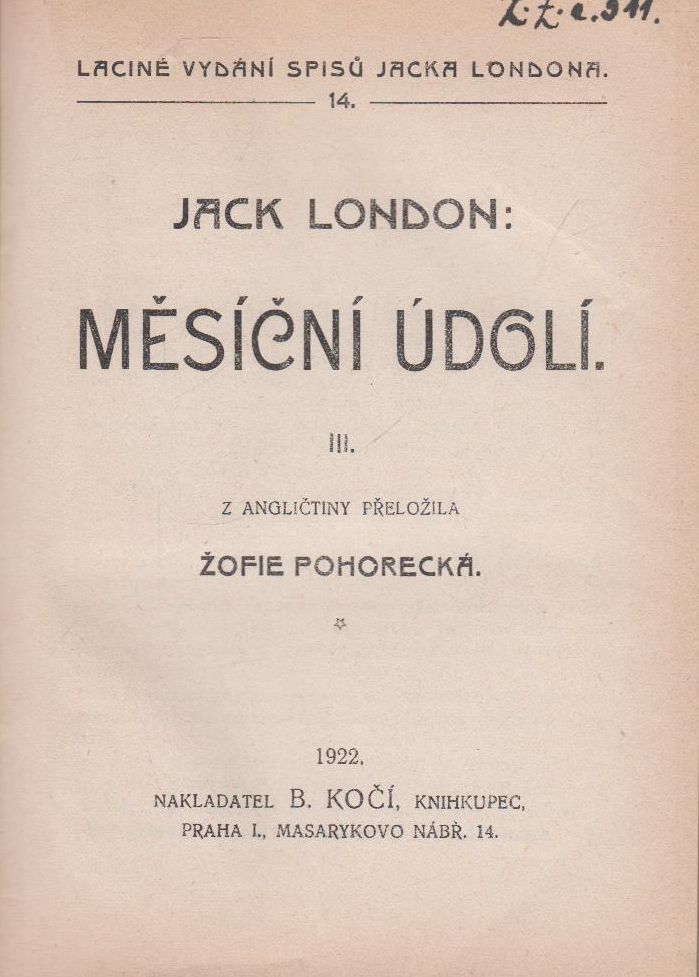 LACINÉ VYDÁNÍ SPISŮ JACKA LONDONA.
14.
JACK LONDON:
MĚSÍČNÍ ÚDOLÍ.
III.
Z ANGLIČTINY PŘELOŽILA
ŽOFIE POHORECKÁ.
1922.
NAKLADATEL B. KOČÍ, KNIHKUPEC,
PRAHA I., MASARYKOVO NÁBŘ. 14.